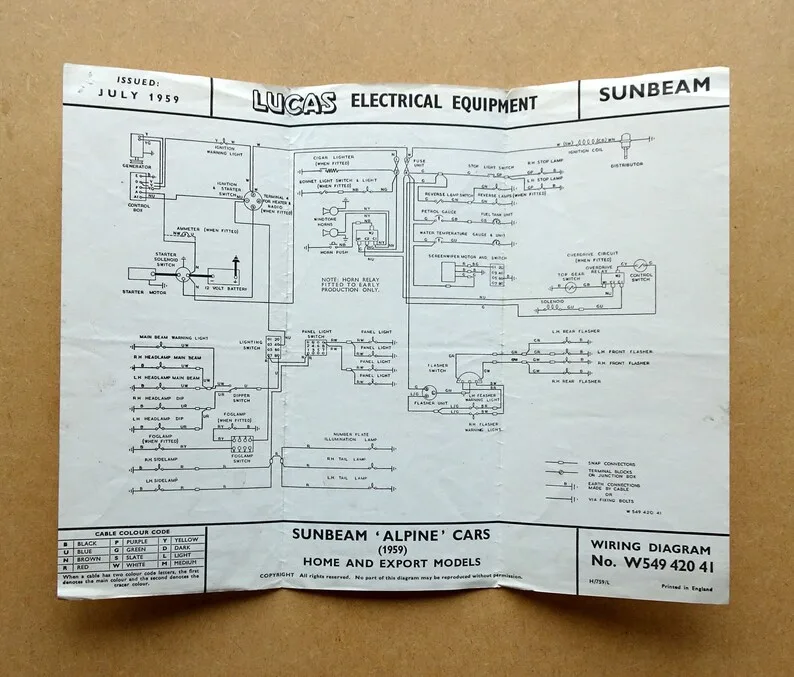 ISSUED:
JULY 1959
LUCAS ELECTRICAL EQUIPMENT
SUNBEAM
GENERATOR
CONTROL
BOX
IGNITION
WARNING LIGHT
IGNITION
& STARTER
SWITCH
TERMINAL 4
FOR HEATER &
RADIO
(WHEN FITTED)
AMMETER (WHEN FITTED)
STARTER
SOLENOID
SWITCH
STARTER MOTOR
12 VOLT BATTERY
CIGAR LIGHTER
(WHEN FITTED)
BONNET LIGHT SWITCH & LIGHT
(WHEN FITTED)
WINDTONE
HORNS
HORN PUSH
NOTE: HORN RELAY
FITTED TO EARLY
PRODUCTION ONLY.
FUSE
UNIT
STOP LIGHT SWITCH
R.H STOP LAMP
L.H STOP LAMP
REVERSE LAMP SWITCH
REVERSE LAMPS (WHEN FITTED)
PETROL GAUGE
FUEL TANK UNIT
WATER TEMPERATURE GAUGE & UNIT
SCREENWIPER MOTOR AND SWITCH
IGNITION COIL
DISTRIBUTOR
OVERDRIVE CIRCUIT
(WHEN FITTED)
OVERDRIVE
RELAY
TOP GEAR
SWITCH
CONTROL
SWITCH
SOLENOID
MAIN BEAM WARNING LIGHT
R.H HEADLAMP MAIN BEAM
L.H HEADLAMP MAIN BEAM
R.H HEADLAMP DIP
L.H HEADLAMP DIP
FOGLAMP
(WHEN FITTED)
R.H SIDELAMP
L.H SIDELAMP
LIGHTING
SWITCH
DIPPER
SWITCH
FOGLAMP
(WHEN FITTED)
FOGLAMP
SWITCH
PANEL LIGHT
SWITCH
PANEL LIGHT
PANEL LIGHT
PANEL LIGHT
PANEL LIGHT
NUMBER PLATE
ILLUMINATION LAMP
R.H. TAIL LAMP
L.H. TAIL LAMP
FLASHER
SWITCH
FLASHER UNIT
L.H FLASHER
WARNING LIGHT
R.H FLASHER
WARNING LIGHT
L.H REAR FLASHER
L.H FRONT FLASHER
R.H FRONT FLASHER
R.H REAR FLASHER
SNAP CONNECTORS
TERMINAL BLOCKS
OR JUNCTION BOX
EARTH CONNECTIONS
MADE BY CABLE
OR
VIA FIXING BOLTS
W 549 420 41
CABLE COLOUR CODE
B BLACK P PURPLE Y YELLOW
U BLUE G GREEN D DARK
N BROWN S SLATE L LIGHT
R RED W WHITE M MEDIUM
When a cable has two colour code letters, the first
denotes the main colour and the second denotes the
tracer colour.
SUNBEAM 'ALPINE' CARS
(1959)
HOME AND EXPORT MODELS
COPYRIGHT All rights reserved. No part of this diagram may be reproduced without permission.
WIRING DIAGRAM
No. W549 420 41
H/759/L
Printed in England